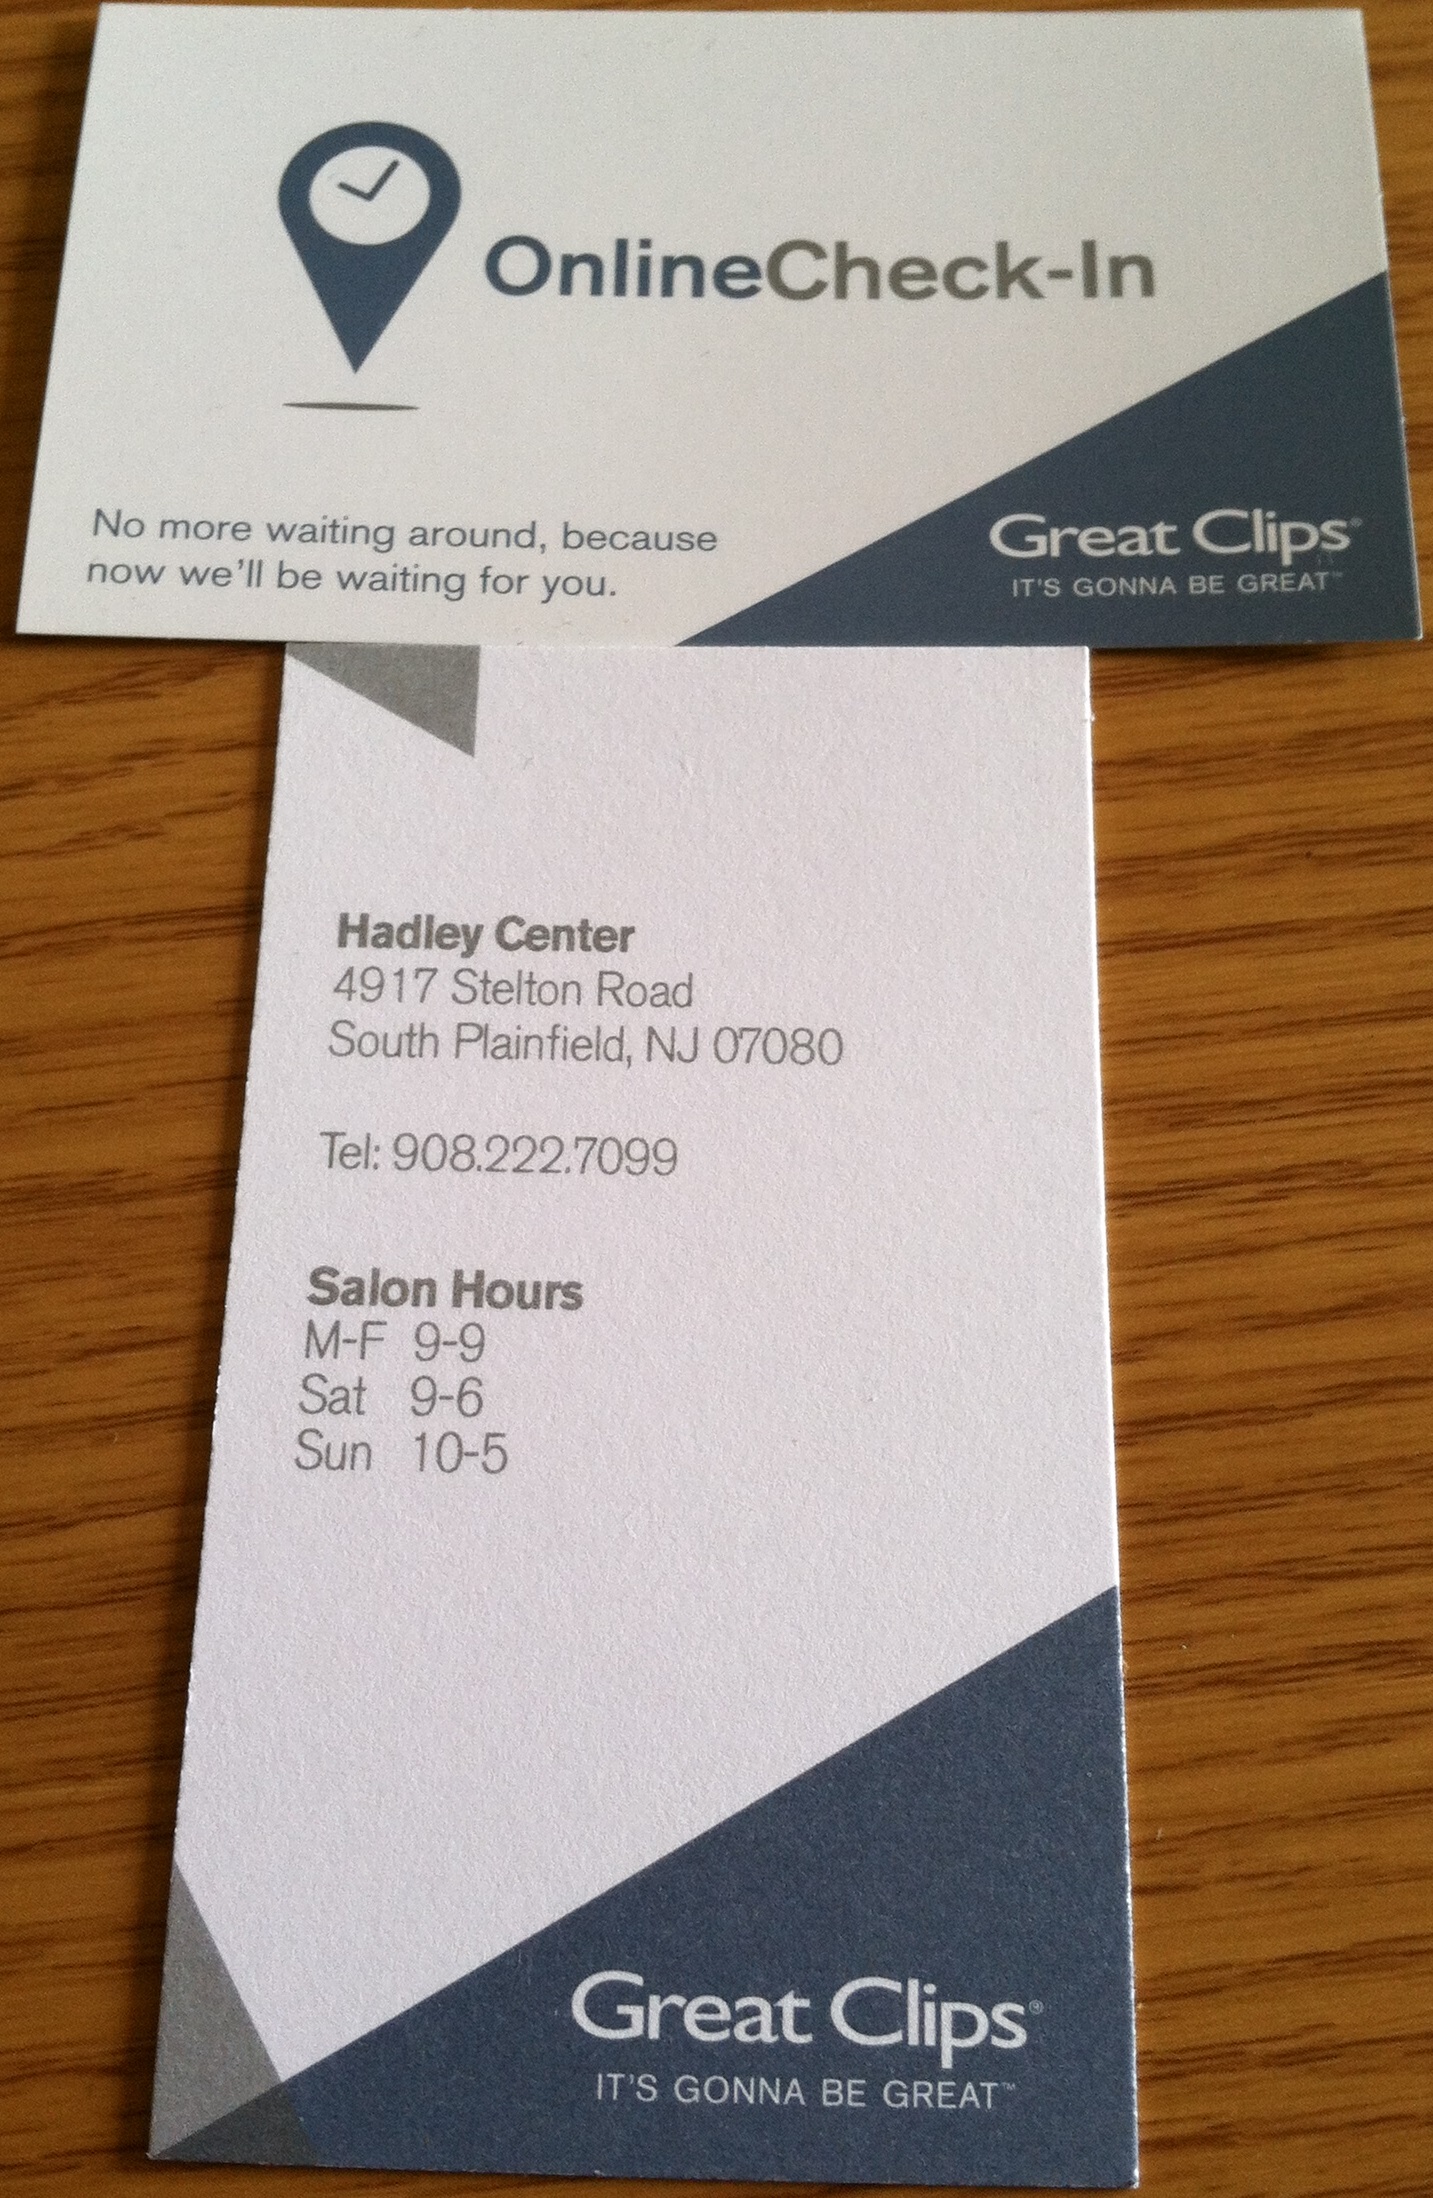 OnlineCheck-In
No more waiting around, because
now we'll be waiting for you.
Great Clips®
IT'S GONNA BE GREAT™
Hadley Center
4917 Stelton Road
South Plainfield, NJ 07080
Tel: 908.222.7099
Salon Hours
M-F 9-9
Sat 9-6
Sun 10-5
Great Clips®
IT'S GONNA BE GREAT™